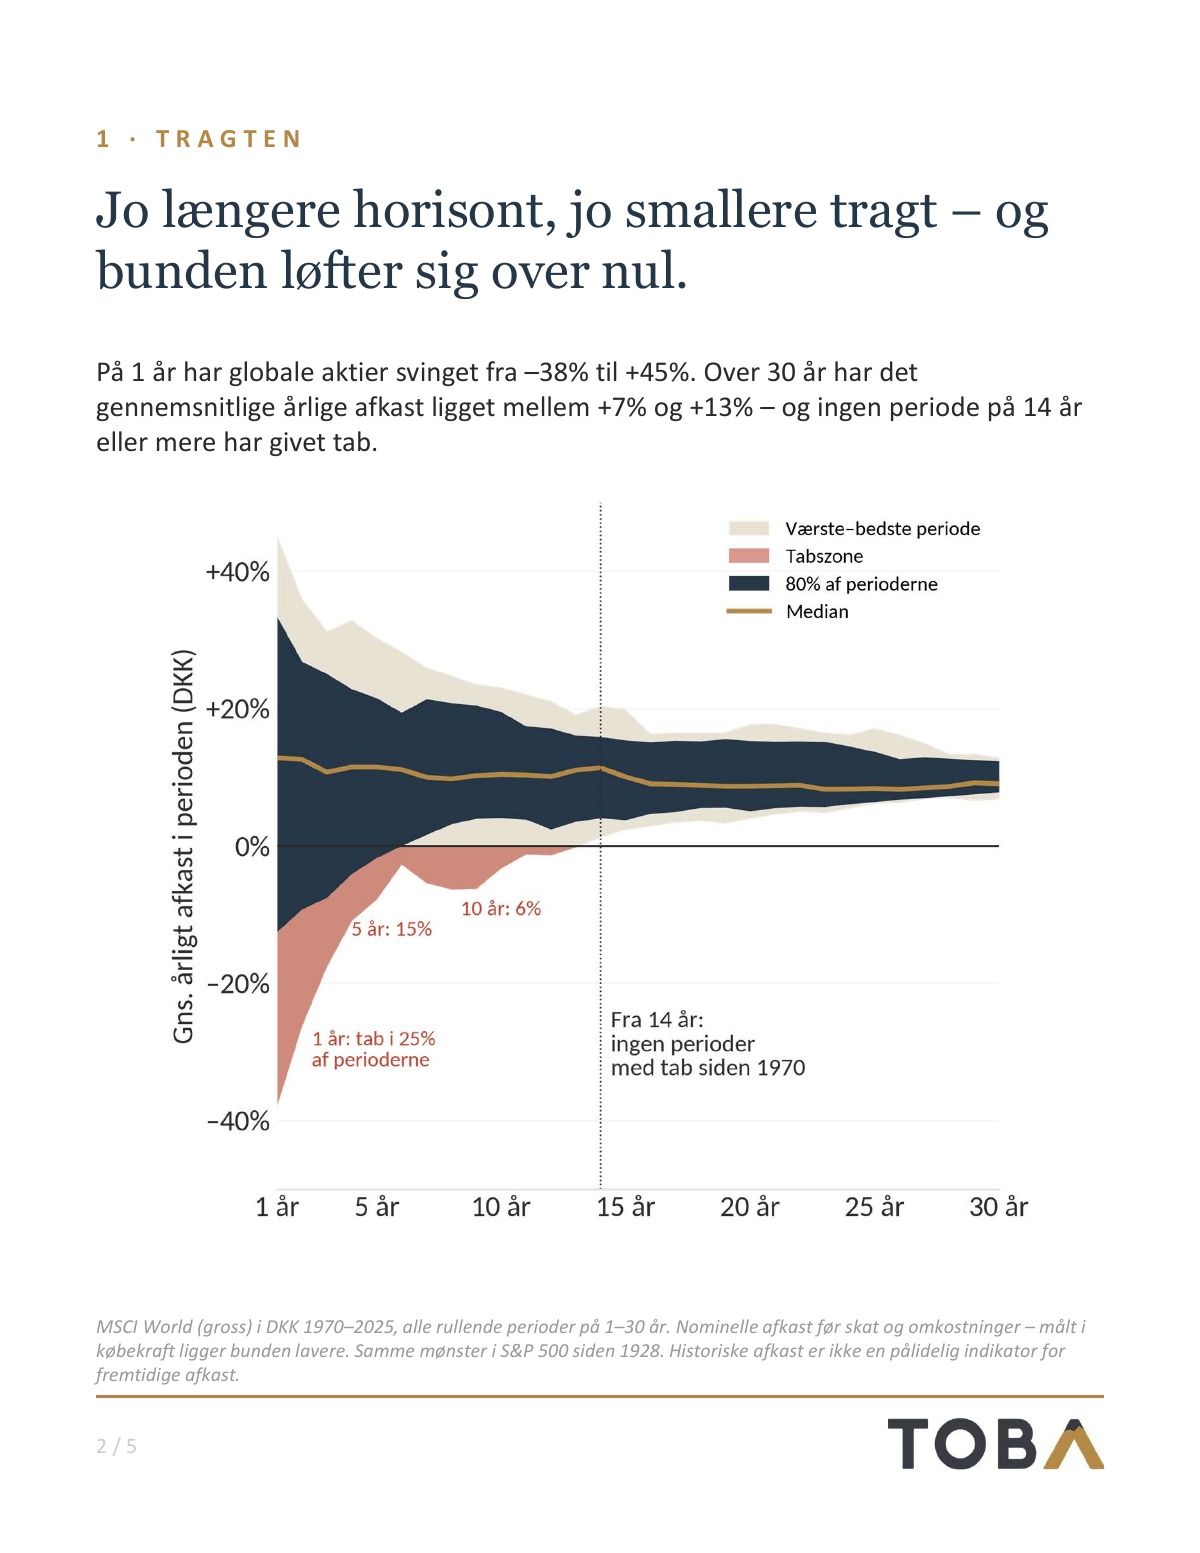 1 · TRAGTEN
Jo længere horisont, jo smallere tragt – og
bunden løfter sig over nul.
På 1 år har globale aktier svinget fra –38% til +45%. Over 30 år har det
gennemsnitlige årlige afkast ligget mellem +7% og +13% – og ingen periode på 14 år
eller mere har givet tab.
Værste–bedste periode
Tabszone
80% af perioderne
Median
Gns. årligt afkast i perioden (DKK)
+40%
+20%
0%
–20%
–40%
10 år: 6%
5 år: 15%
1 år: tab i 25%
af perioderne
Fra 14 år:
ingen perioder
med tab siden 1970
1 år 5 år 10 år 15 år 20 år 25 år 30 år
MSCI World (gross) i DKK 1970–2025, alle rullende perioder på 1–30 år. Nominelle afkast før skat og omkostninger – målt i
købekraft ligger bunden lavere. Samme mønster i S&P 500 siden 1928. Historiske afkast er ikke en pålidelig indikator for
fremtidige afkast.
2 / 5
TOBA